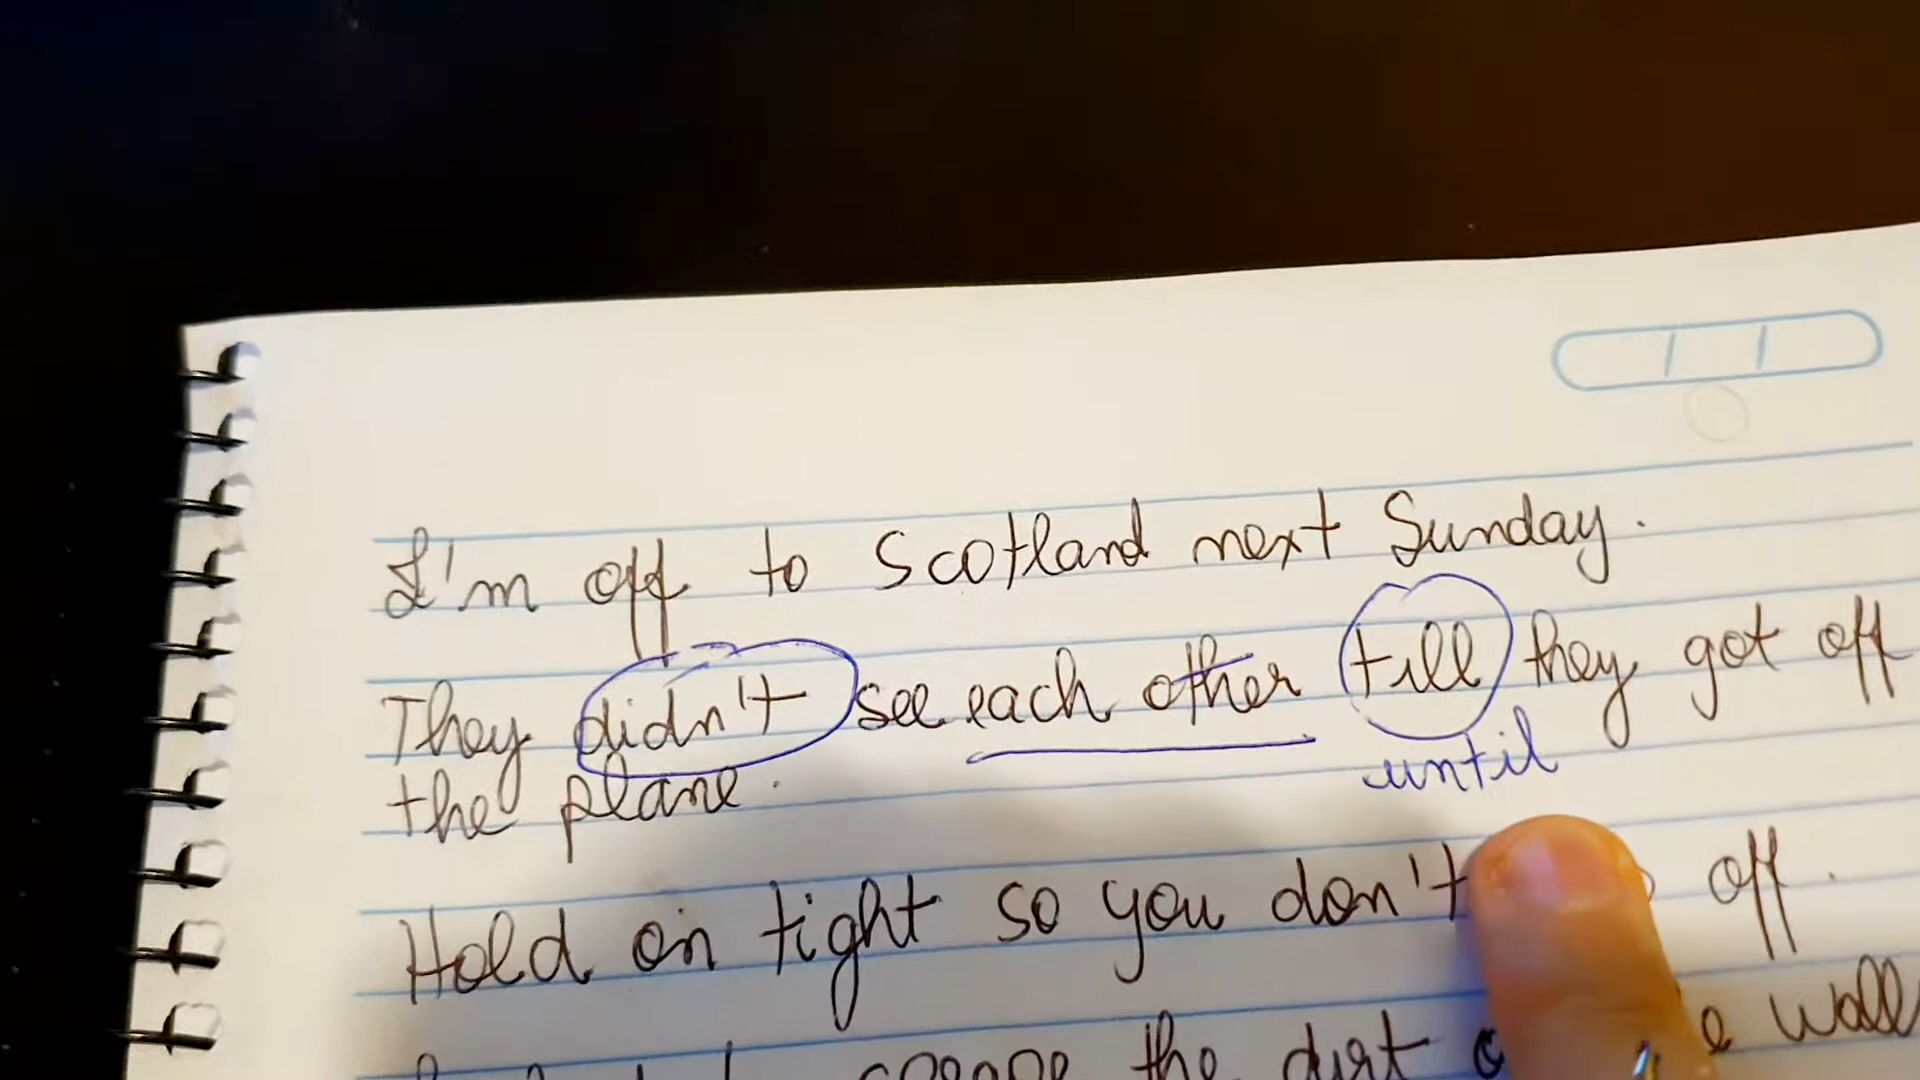 I'm off to Scotland next Sunday.
They didn't see each other till they got off
until
the plane.
Hold on tight so you don't off.
the dirt wall